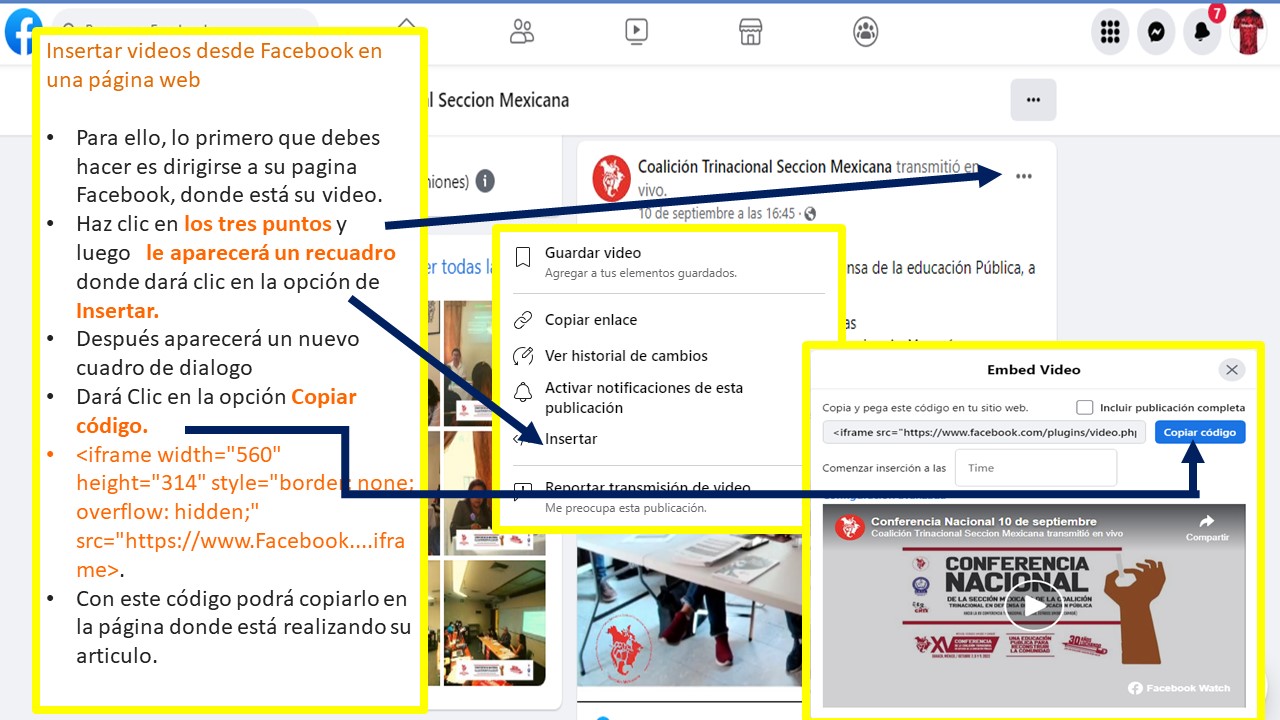 7
Insertar videos desde Facebook en
una página web
• Para ello, lo primero que debes
hacer es dirigirse a su pagina
Facebook, donde está su video.
• Haz clic en los tres puntos y
luego le aparecerá un recuadro
donde dará clic en la opción de
Insertar.
• Después aparecerá un nuevo
cuadro de dialogo
• Dará Clic en la opción Copiar
código.
• <iframe width="560"
height="314" style="border: none;
overflow: hidden;"
src="https://www.Facebook....ifra
me>.
• Con este código podrá copiarlo en
la página donde está realizando su
articulo.
Seccion Mexicana
Coalición Trinacional Seccion Mexicana transmitió en
vivo.
10 de septiembre a las 16:45
de la educación Pública, a
Guardar video
Agregar a tus elementos guardados.
Copiar enlace
Ver historial de cambios
Activar notificaciones de esta
publicación
Insertar
Reportar transmisión de video
Me preocupa esta publicación.
Embed Video
Copia y pega este código en tu sitio web.
Incluir publicación completa
<iframe src="https://www.facebook.com/plugins/video.ph
Copiar código
Comenzar inserción a las
Time
Conferencia Nacional 10 de septiembre
Coalición Trinacional Seccion Mexicana transmitió en vivo
Compartir
CONFERENCIA
NACIONAL
DE LA SECCIÓN MEXICANA DE LA COALICIÓN
TRINACIONAL EN DEFENSA DE LA EDUCACIÓN PÚBLICA
XV CONFERENCIA
UNA EDUCACIÓN
PÚBLICA PARA
RECONSTRUIR
LA COMUNIDAD
30 años
Facebook Watch